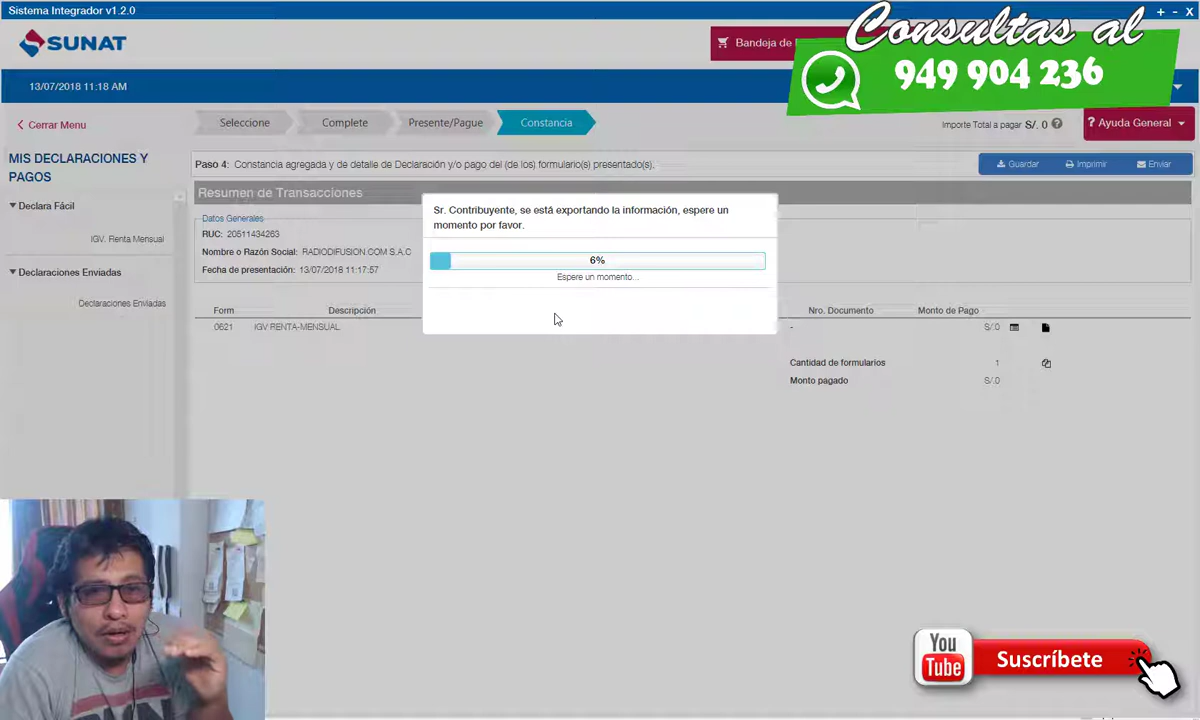 Sistema Integrador v1.2.0
+ - X
SUNAT
Bandeja de
Consultas al
949 904 236
13/07/2018 11:18 AM
Cerrar Menu
Seleccione
Complete
Presente/Pague
Constancia
Importe Total a pagar S/. 0
? Ayuda General
MIS DECLARACIONES Y
PAGOS
Paso 4: Constancia agregada y de detalle de Declaración y/o pago del (de los) formulario(s) presentado(s).
Guardar
Imprimir
Enviar
Declara Fácil
IGV. Renta Mensual
Declaraciones Enviadas
Declaraciones Enviadas
Resumen de Transacciones
Datos Generales
RUC: 20511434263
Nombre o Razón Social: RADIODIFUSION.COM S.A.C
Fecha de presentación: 13/07/2018 11:17:57
Sr. Contribuyente, se está exportando la información, espere un
momento por favor.
6%
Espere un momento...
Form Descripción Nro. Documento Monto de Pago
0621 IGV RENTA-MENSUAL - S/.0
Cantidad de formularios 1
Monto pagado S/.0
You
Tube
Suscríbete